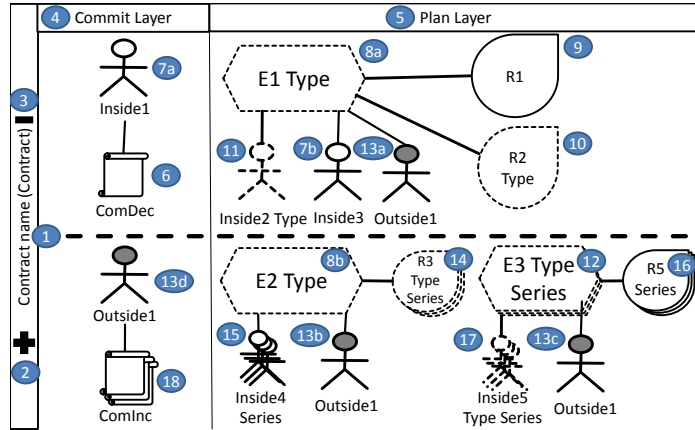 4 Commit Layer
5 Plan Layer
3
Contract name (Contract)
1
2
7a
Inside1
6
ComDec
8a
E1 Type
9
R1
10
R2
Type
11
7b
13a
Inside2 Type
Inside3
Outside1
13d
Outside1
18
ComInc
8b
E2 Type
14
R3
Type
Series
15
13b
Inside4
Series
Outside1
12
E3 Type
Series
16
R5
Series
17
13c
Inside5
Type Series
Outside1